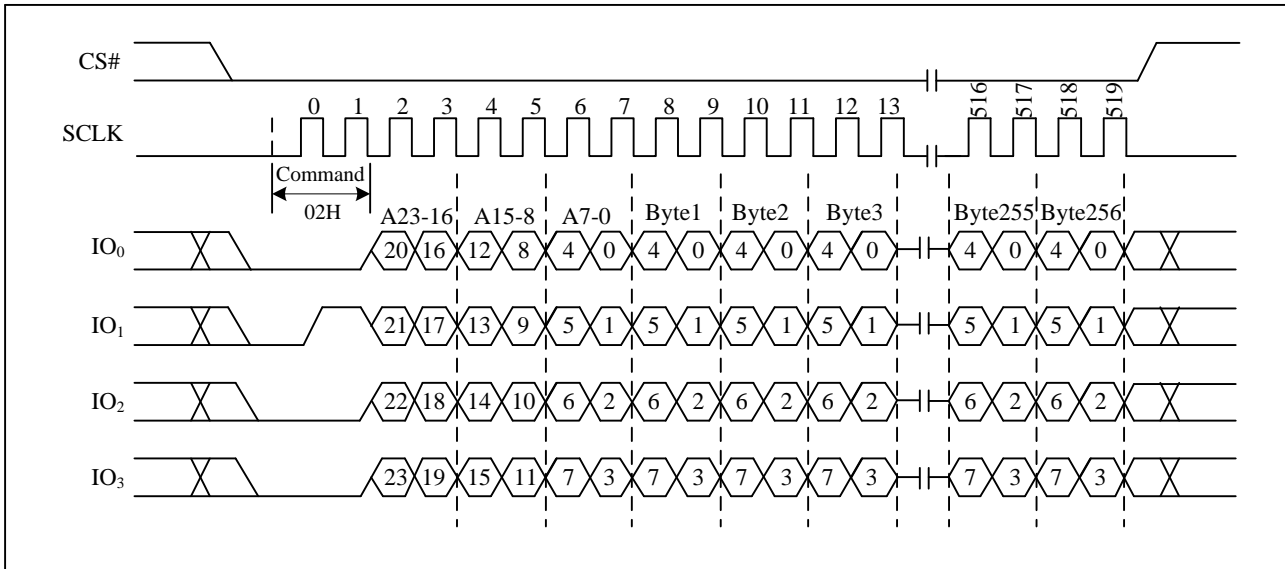 CS#
0 1 2 3 4 5 6 7 8 9 10 11 12 13 516 517 518 519
SCLK
Command
02H
A23-16 A15-8 A7-0 Byte1 Byte2 Byte3 Byte255 Byte256
IO0 20 16 12 8 4 0 4 0 4 0 4 0 4 0 4 0
IO1 21 17 13 9 5 1 5 1 5 1 5 1 5 1 5 1
IO2 22 18 14 10 6 2 6 2 6 2 6 2 6 2 6 2
IO3 23 19 15 11 7 3 7 3 7 3 7 3 7 3 7 3